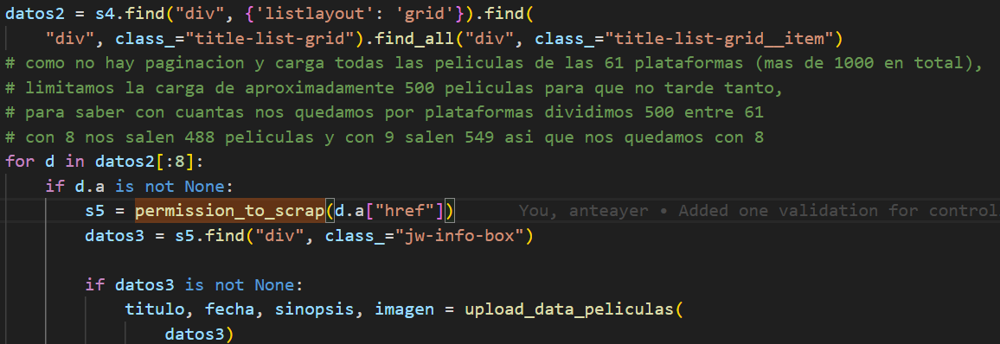 datos2 = s4.find("div", {'listlayout': 'grid'}).find(
"div", class_="title-list-grid").find_all("div", class_="title-list-grid__item")
# como no hay paginacion y carga todas las peliculas de las 61 plataformas (mas de 1000 en total),
# limitamos la carga de aproximadamente 500 peliculas para que no tarde tanto,
# para saber con cuantas nos quedamos por plataformas dividimos 500 entre 61
# con 8 nos salen 488 peliculas y con 9 salen 549 asi que nos quedamos con 8
for d in datos2[:8]:
if d.a is not None:
s5 = permission_to_scrap(d.a["href"]) You, anteayer • Added one validation for control
datos3 = s5.find("div", class_="jw-info-box")
if datos3 is not None:
titulo, fecha, sinopsis, imagen = upload_data_peliculas(
datos3)